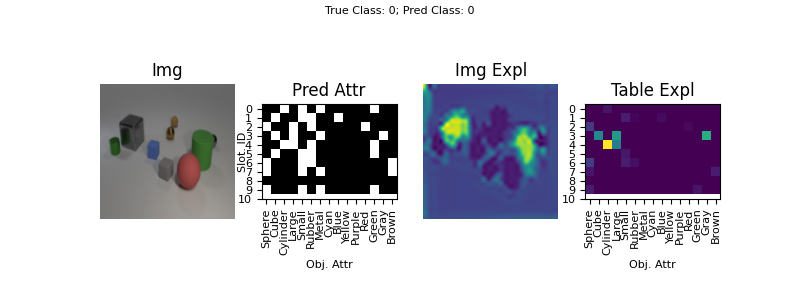 True Class: 0; Pred Class: 0
Img
Pred Attr
Img Expl
Table Expl
Slot. ID
0
1
2
3
4
5
6
7
8
9
10
Sphere
Cube
Cylinder
Large
Small
Rubber
Metal
Cyan
Blue
Yellow
Purple
Red
Green
Gray
Brown
Obj. Attr
0
1
2
3
4
5
6
7
8
9
10
Sphere
Cube
Cylinder
Large
Small
Rubber
Metal
Cyan
Blue
Yellow
Purple
Red
Green
Gray
Brown
Obj. Attr